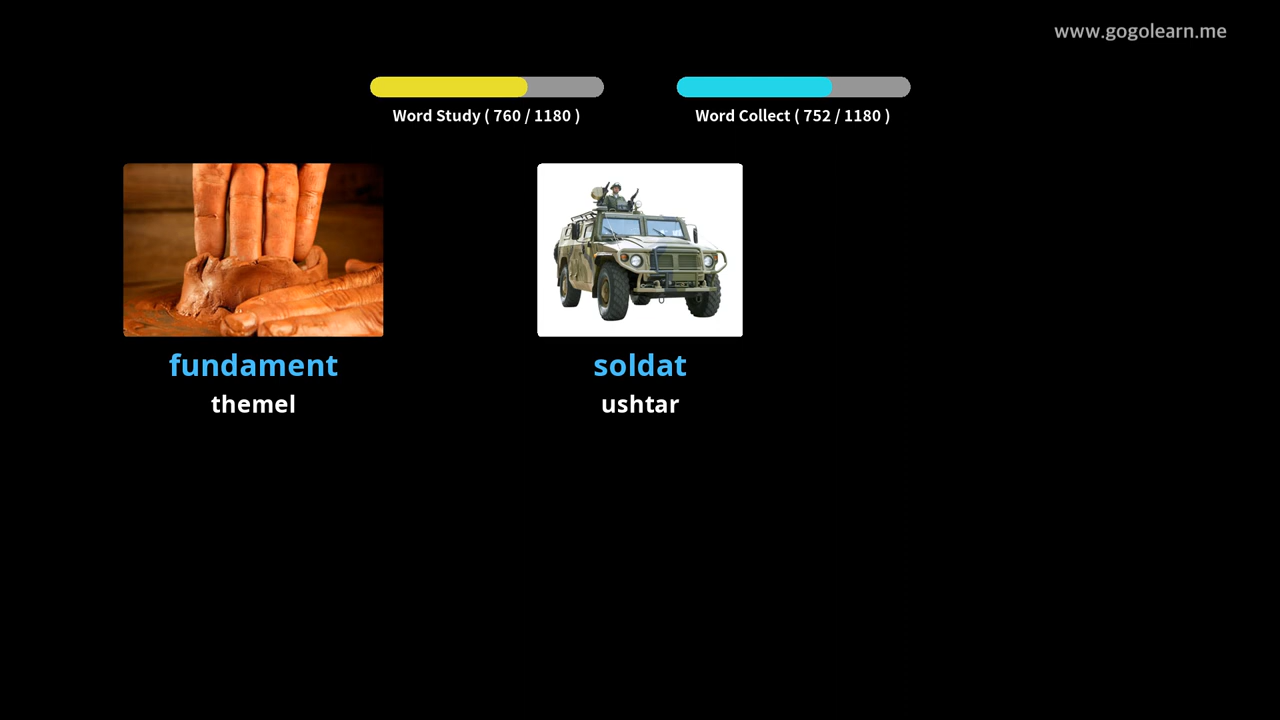 www.gogolearn.me
Word Study ( 760 / 1180 )
Word Collect ( 752 / 1180 )
fundament
themel
soldat
ushtar